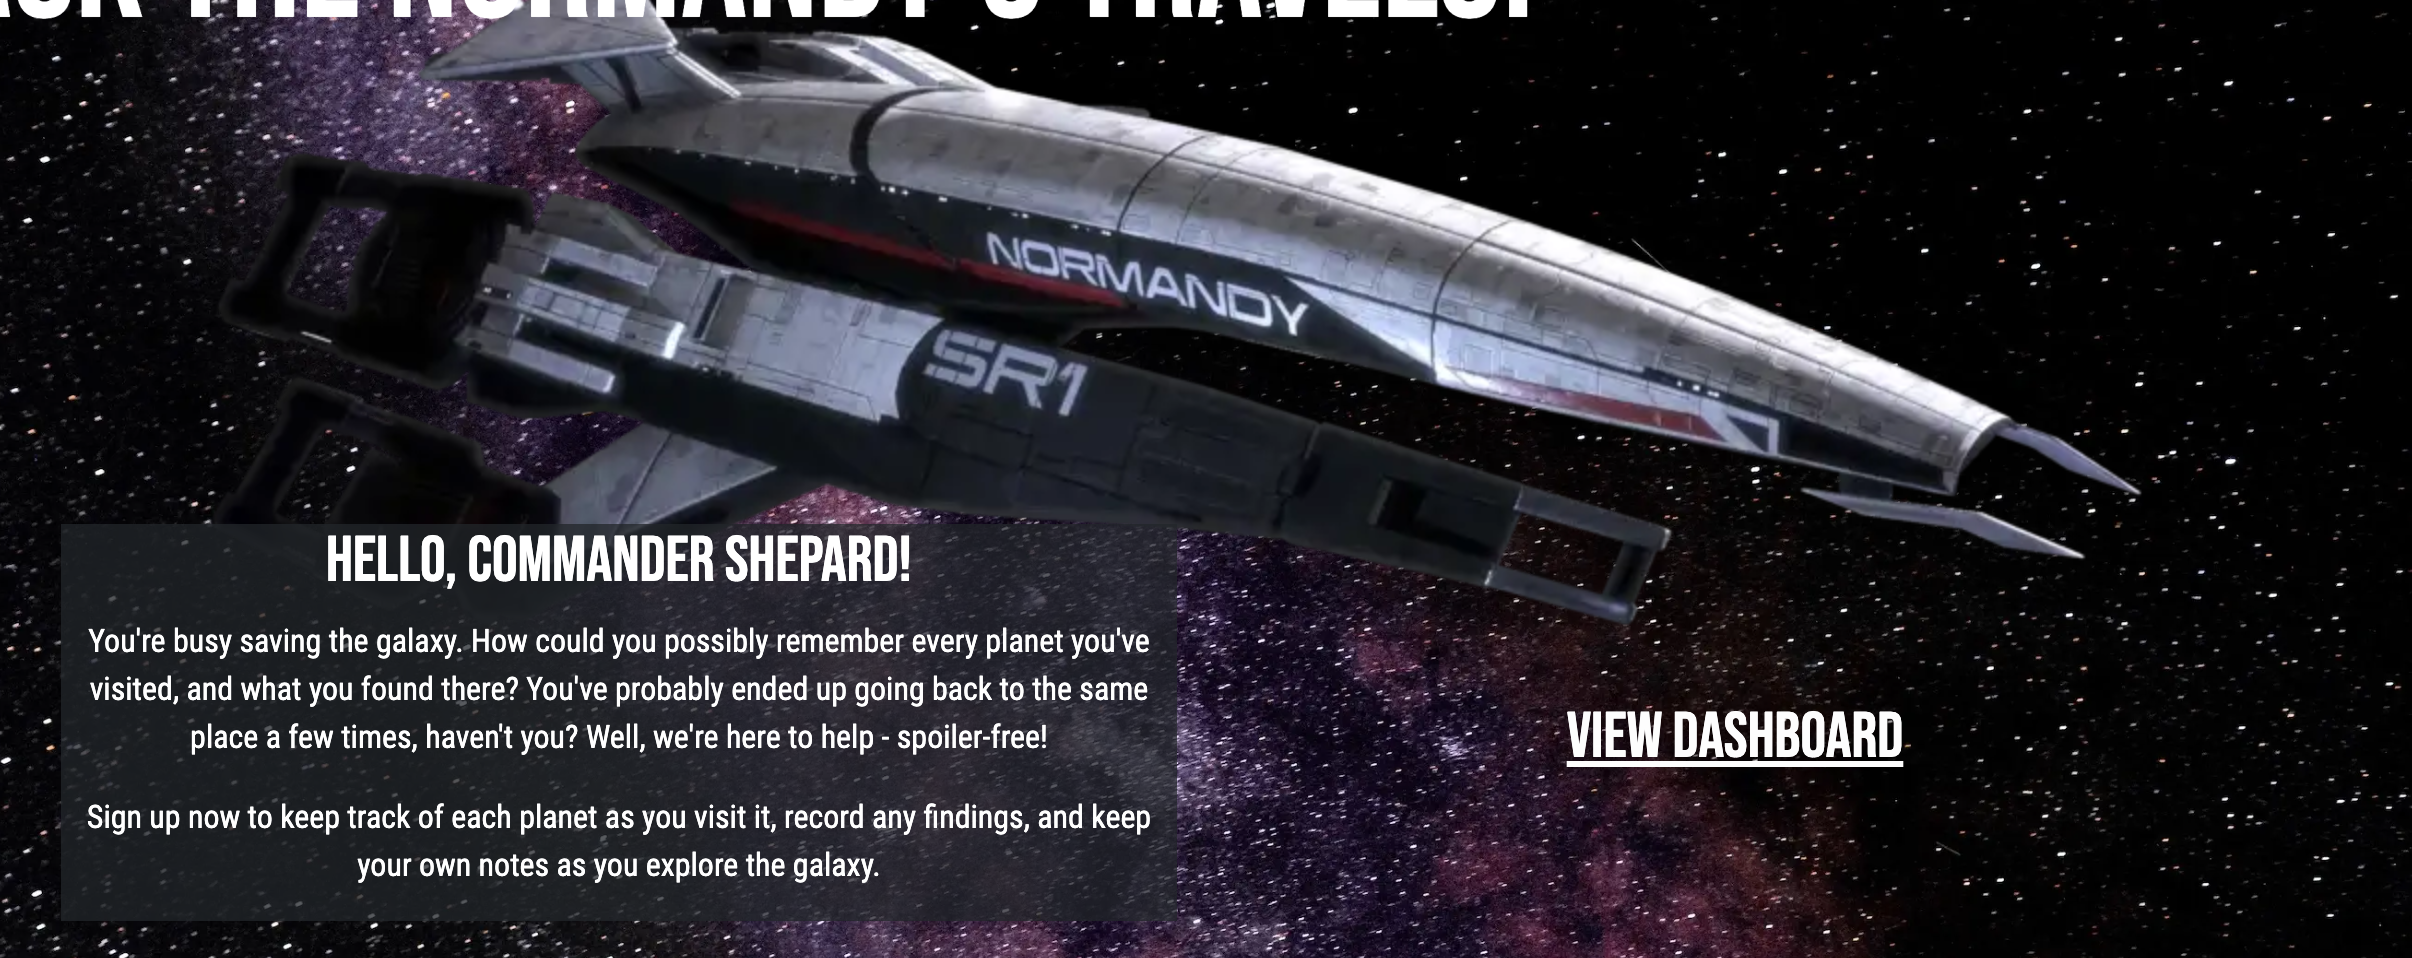 THE NORMANDY'S TRAVELS!
NORMANDY
SR1
HELLO, COMMANDER SHEPARD!
You're busy saving the galaxy. How could you possibly remember every planet you've
visited, and what you found there? You've probably ended up going back to the same
place a few times, haven't you? Well, we're here to help - spoiler-free!
Sign up now to keep track of each planet as you visit it, record any findings, and keep
your own notes as you explore the galaxy.
VIEW DASHBOARD